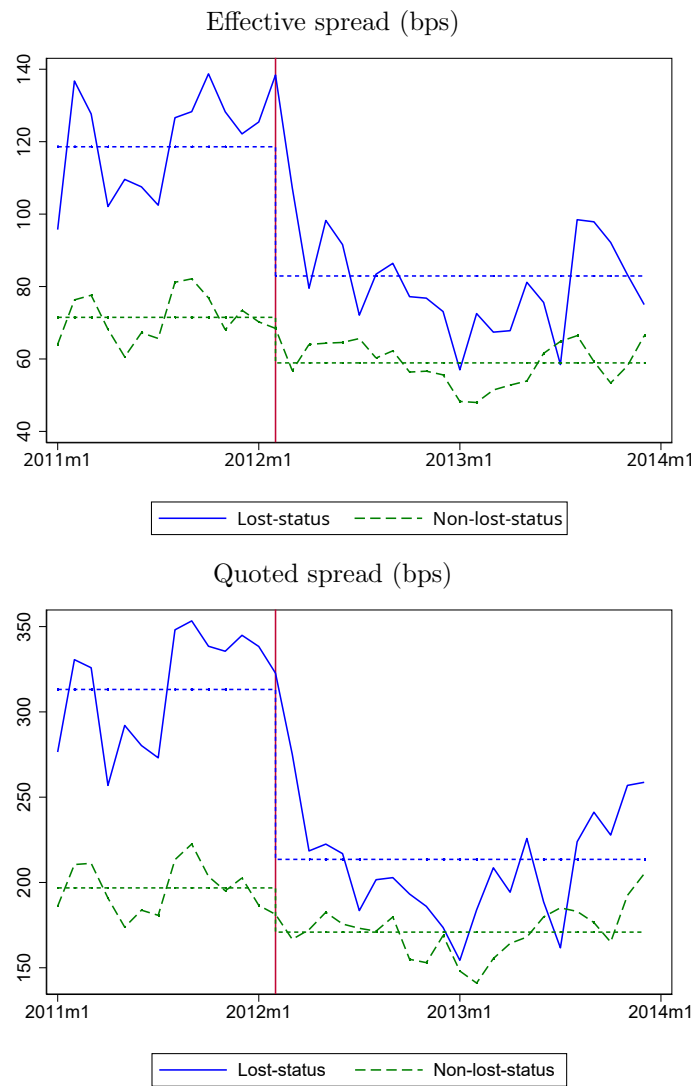 Effective spread (bps)
140
120
100
80
60
40
2011m1 2012m1 2013m1 2014m1
Lost-status Non-lost-status
Quoted spread (bps)
350
300
250
200
150
2011m1 2012m1 2013m1 2014m1
Lost-status Non-lost-status